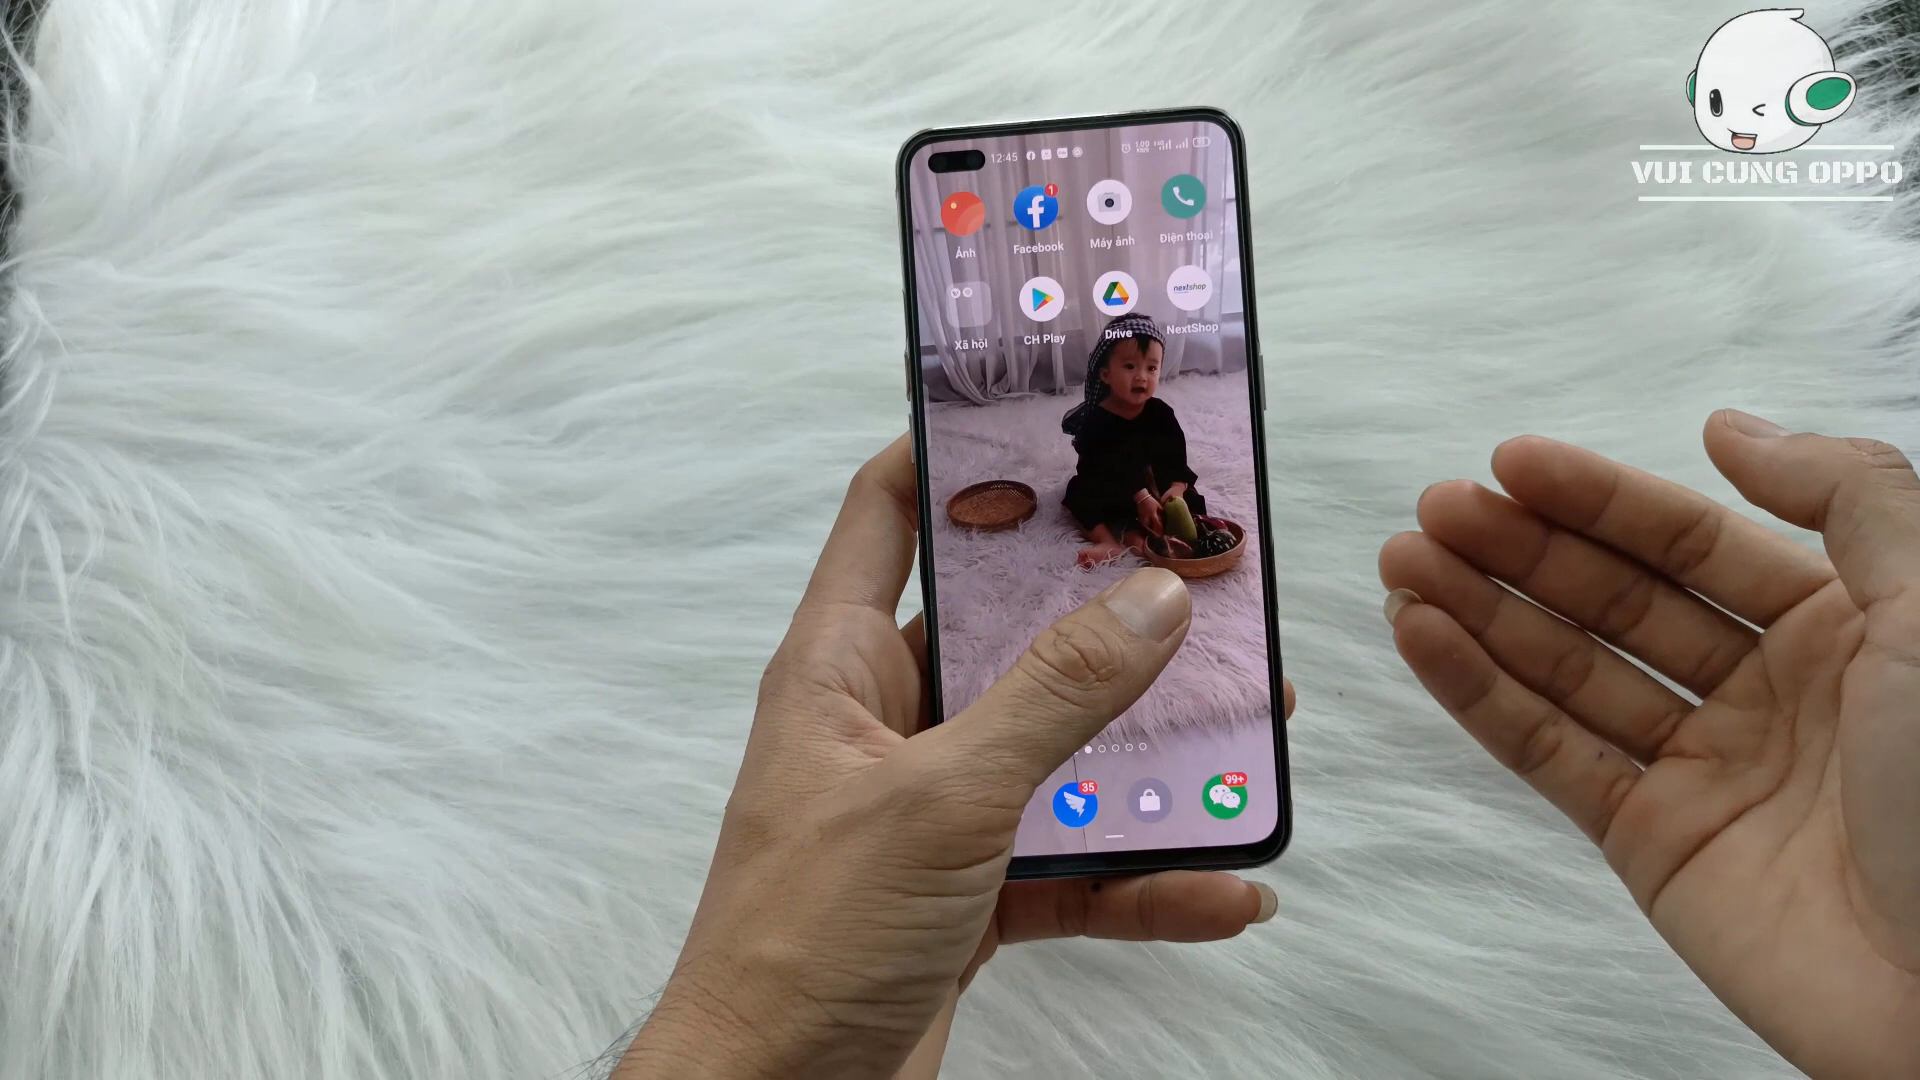 VUI CUNG OPPO
12:45
1
Ảnh
Facebook
Máy ảnh
Điện thoại
nextshop
Xã hội
CH Play
Drive
NextShop
35
99+